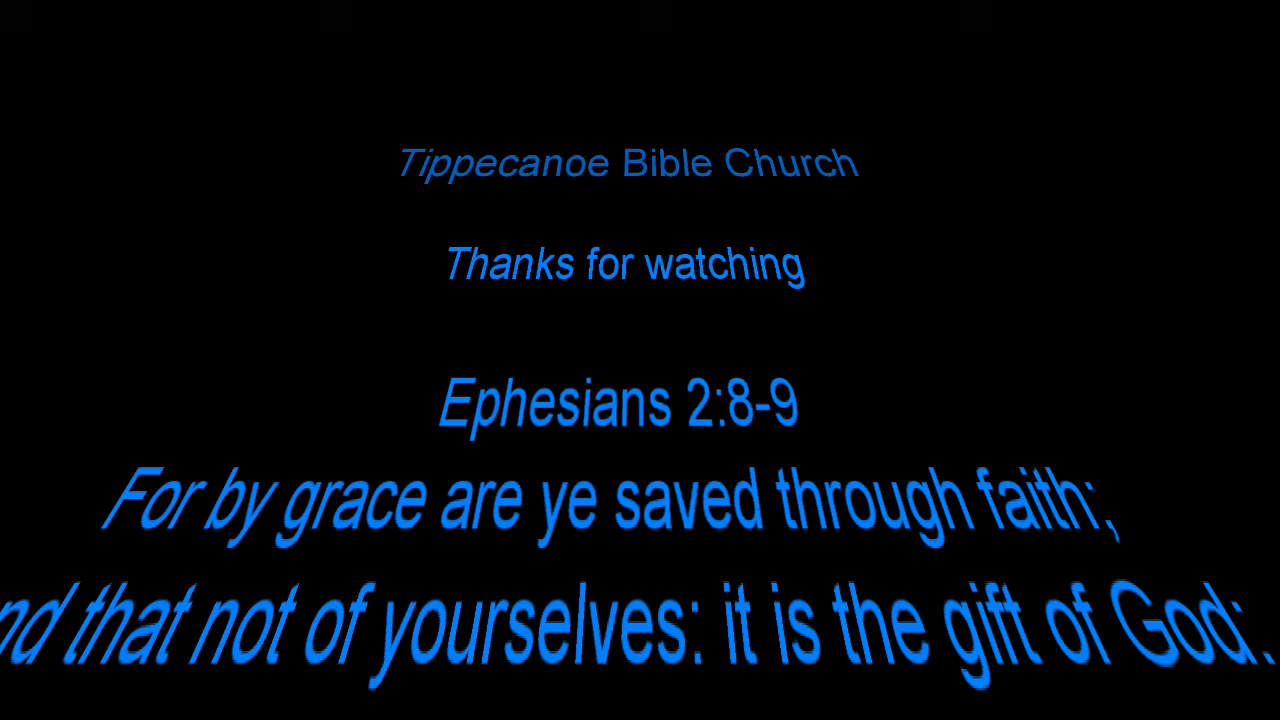 Tippecanoe Bible Church
Thanks for watching
Ephesians 2:8-9
For by grace are ye saved through faith;
nd that not of yourselves: it is the gift of God: